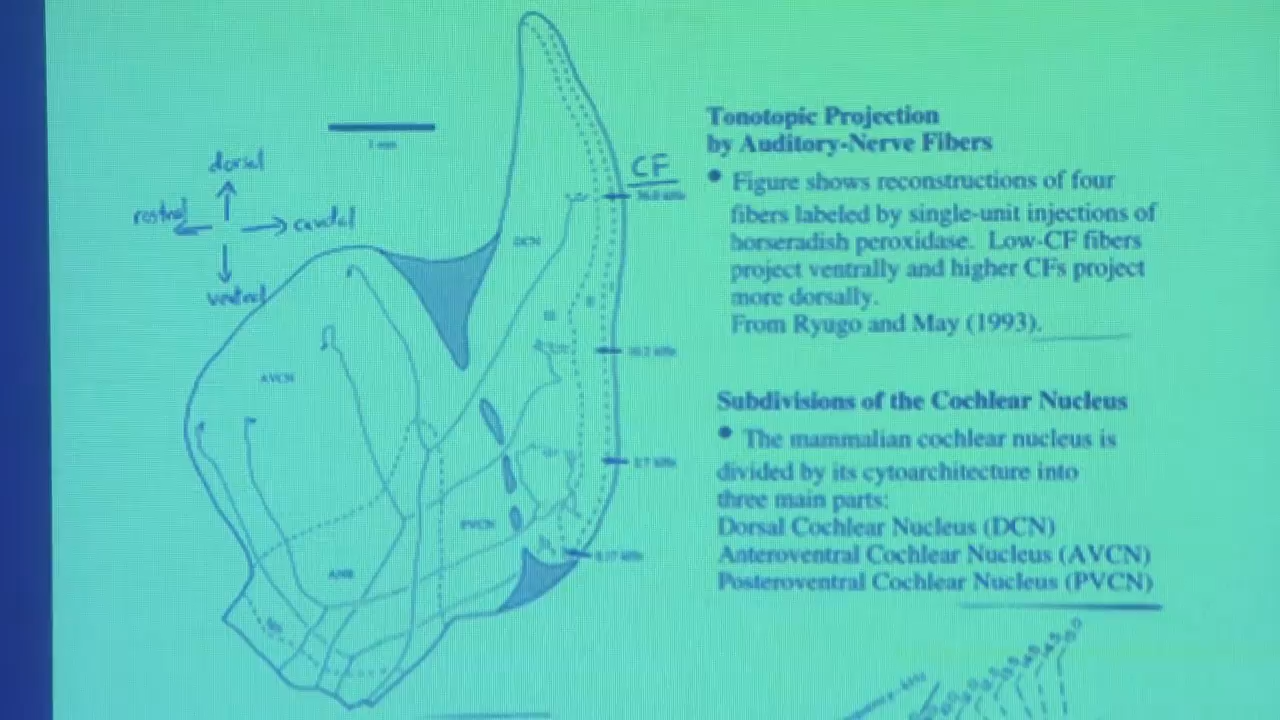 Tonotopic Projection
by Auditory-Nerve Fibers
• Figure shows reconstructions of four
fibers labeled by single-unit injections of
horseradish peroxidase. Low-CF fibers
project ventrally and higher CFs project
more dorsally.
From Ryugo and May (1993).
Subdivisions of the Cochlear Nucleus
• The mammalian cochlear nucleus is
divided by its cytoarchitecture into
three main parts:
Dorsal Cochlear Nucleus (DCN)
Anteroventral Cochlear Nucleus (AVCN)
Posteroventral Cochlear Nucleus (PVCN)
dorsal
rostral
caudal
ventral
1 mm
CF
DCN
AVCN
PVCN
ANR